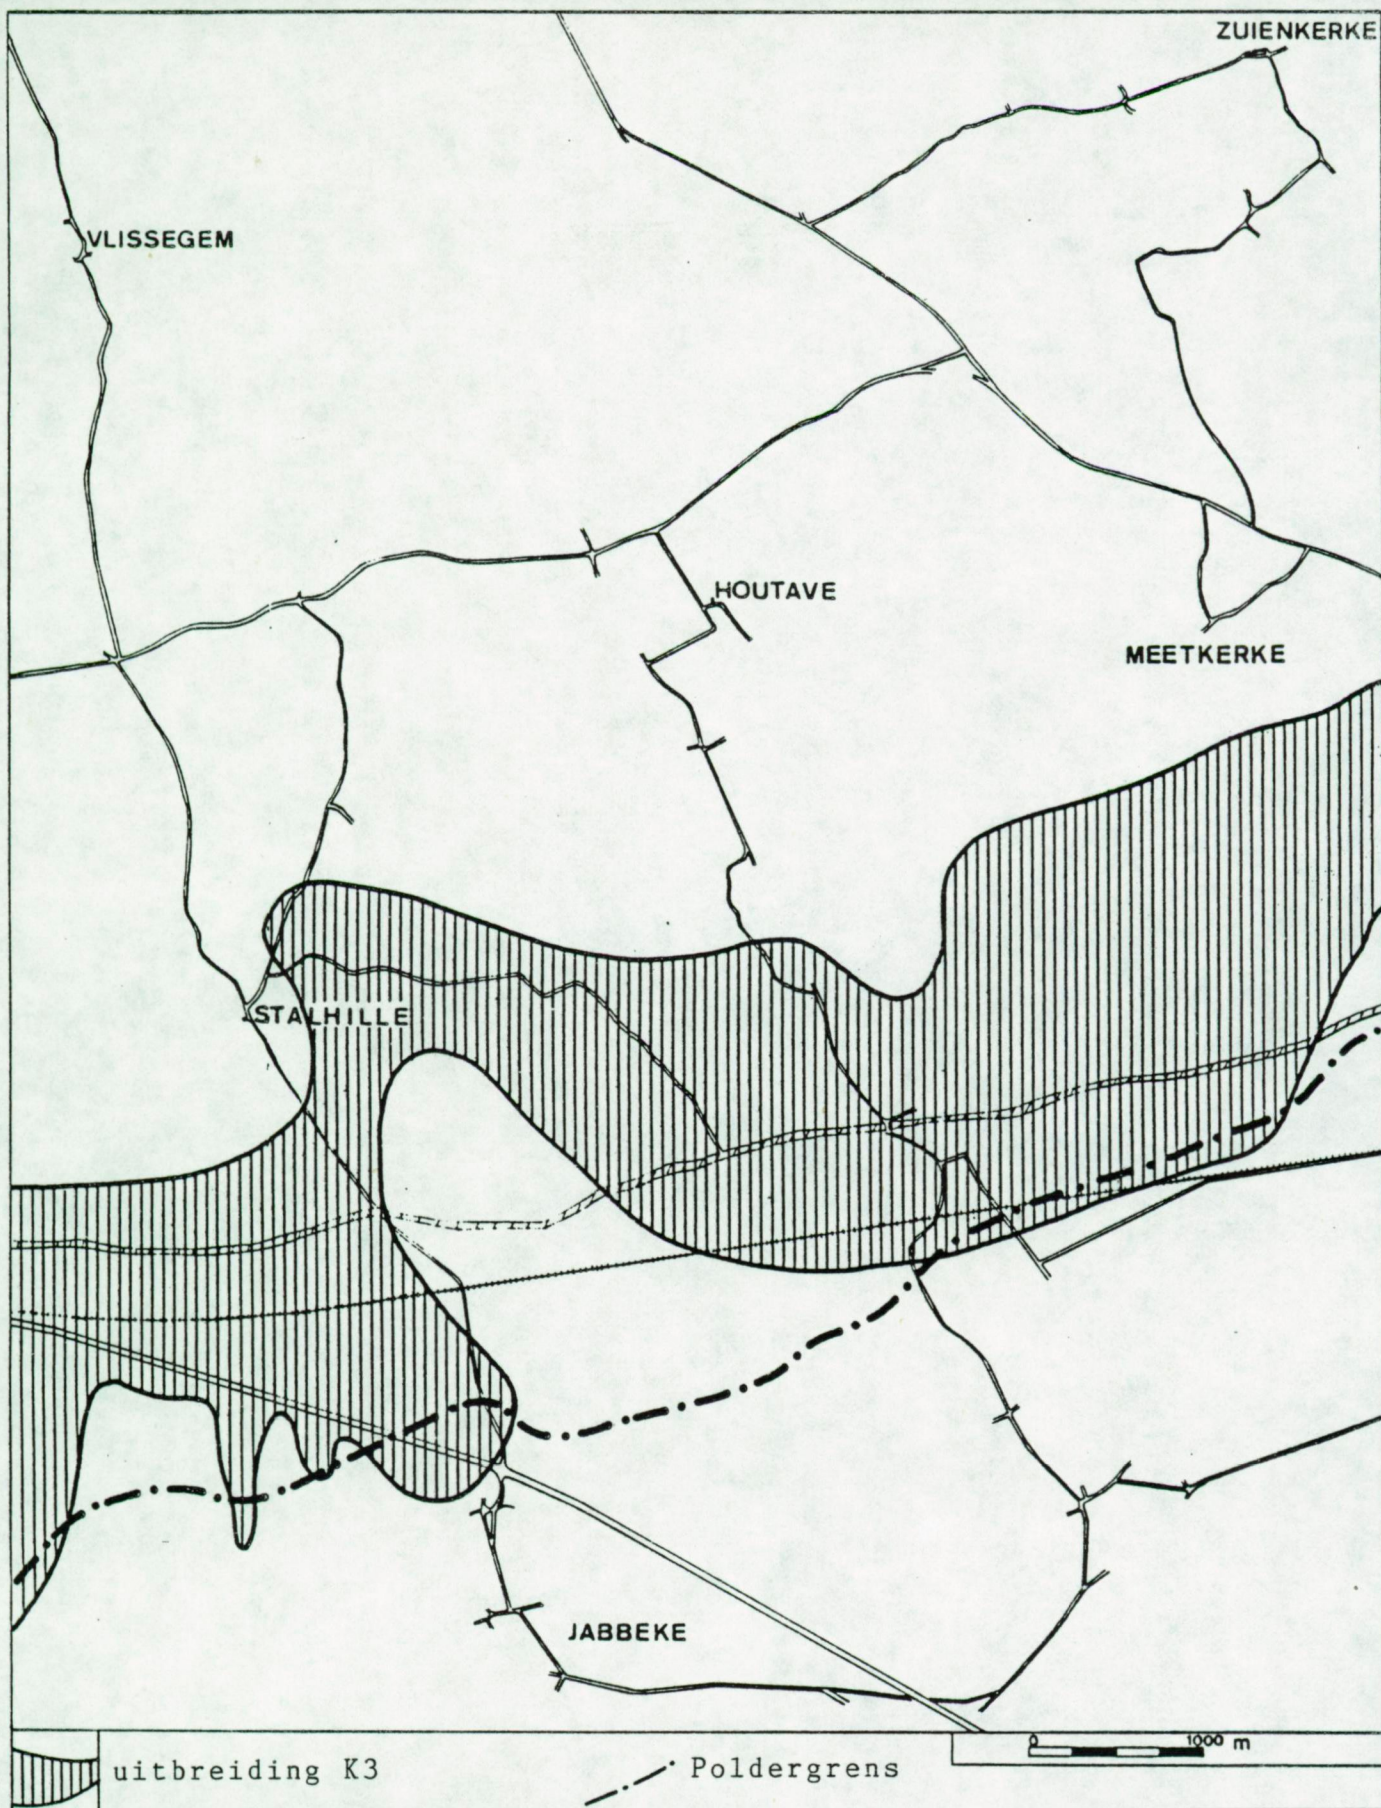 ZUIENKERKE
VLISSEGEM
HOUTAVE
MEETKERKE
STALHILLE
JABBEKE
0 1000 m
uitbreiding K3
Poldergrens